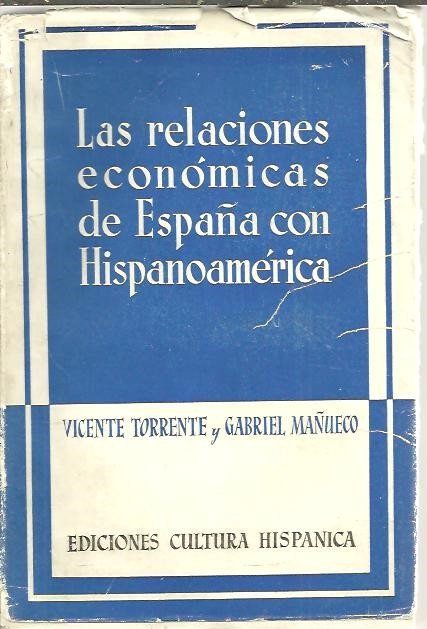 Las relaciones
económicas
de España con
Hispanoamérica
VICENTE TORRENTE y GABRIEL MAÑUECO
EDICIONES CULTURA HISPANICA